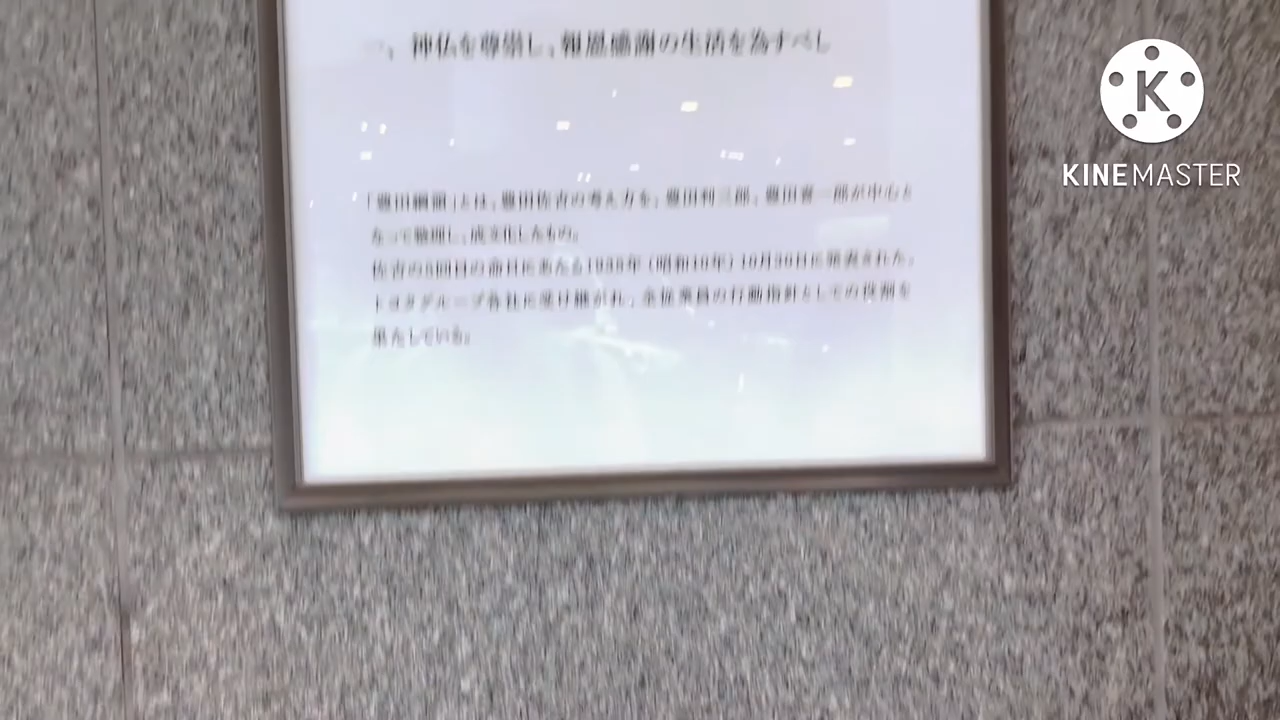 一、神仏を尊崇し、報恩感謝の生活を為すべし
「豊田綱領」とは、豊田佐吉の考え方を、豊田利三郎、豊田喜一郎が中心と
なって整理し、成文化したもの。
佐吉の5回目の命日にあたる1935年（昭和10年）10月30日に発表された。
トヨタグループ各社に受け継がれ、全従業員の行動指針としての役割を
果たしている。
K
KINEMASTER